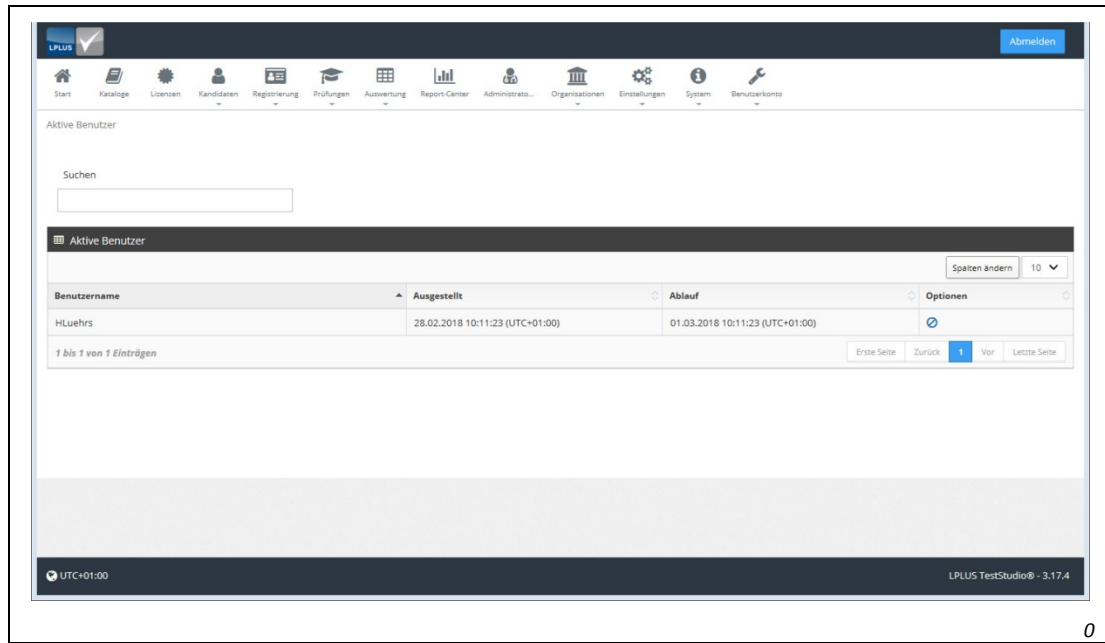 LPLUS
Abmelden
Start Kataloge Lizenzen Kandidaten Registrierung Prüfungen Auswertung Report-Center Administrato... Organisationen Einstellungen System Benutzerkonto
Aktive Benutzer
Suchen
Aktive Benutzer
Spalten ändern 10
Benutzername Ausgestellt Ablauf Optionen
HLuehrs 28.02.2018 10:11:23 (UTC+01:00) 01.03.2018 10:11:23 (UTC+01:00)
1 bis 1 von 1 Einträgen Erste Seite Zurück 1 Vor Letzte Seite
UTC+01:00 LPLUS TestStudio® - 3.17.4
0